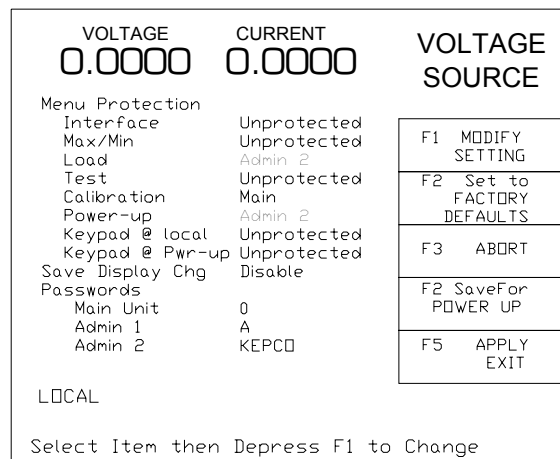 VOLTAGE CURRENT
0.0000 0.0000
VOLTAGE
SOURCE
Menu Protection
Interface Unprotected
Max/Min Unprotected
Load Admin 2
Test Unprotected
Calibration Main
Power-up Admin 2
Keypad @ local Unprotected
Keypad @ Pwr-up Unprotected
Save Display Chg Disable
Passwords
Main Unit 0
Admin 1 A
Admin 2 KEPCO
LOCAL
Select Item then Depress F1 to Change
F1 MODIFY
SETTING
F2 Set to
FACTORY
DEFAULTS
F3 ABORT
F2 SaveFor
POWER UP
F5 APPLY
EXIT